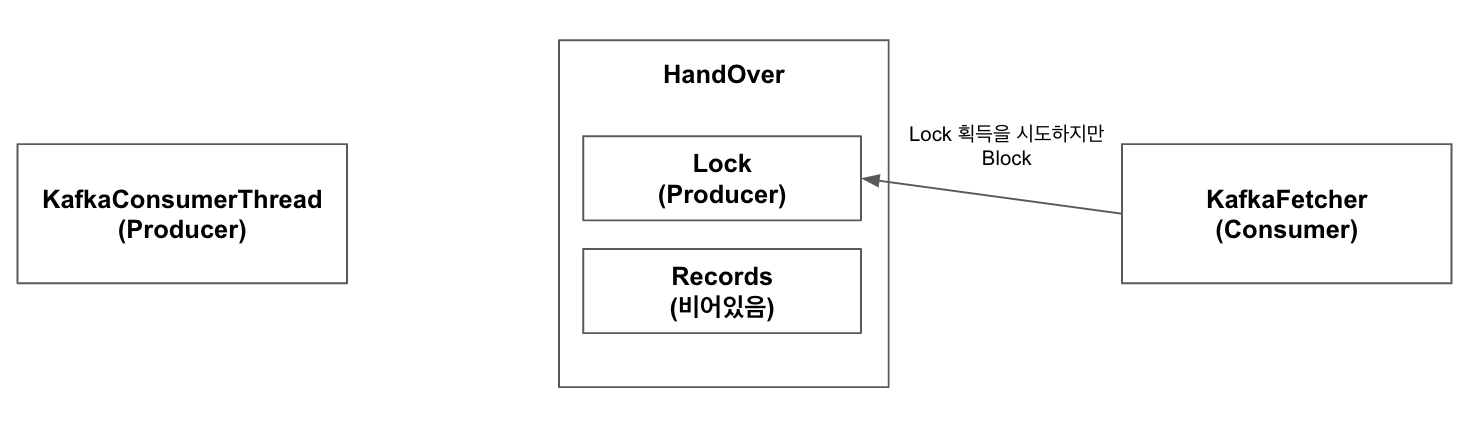 HandOver
Lock 획득을 시도하지만
Block
Lock
(Producer)
KafkaConsumerThread
(Producer)
KafkaFetcher
(Consumer)
Records
(비어있음)